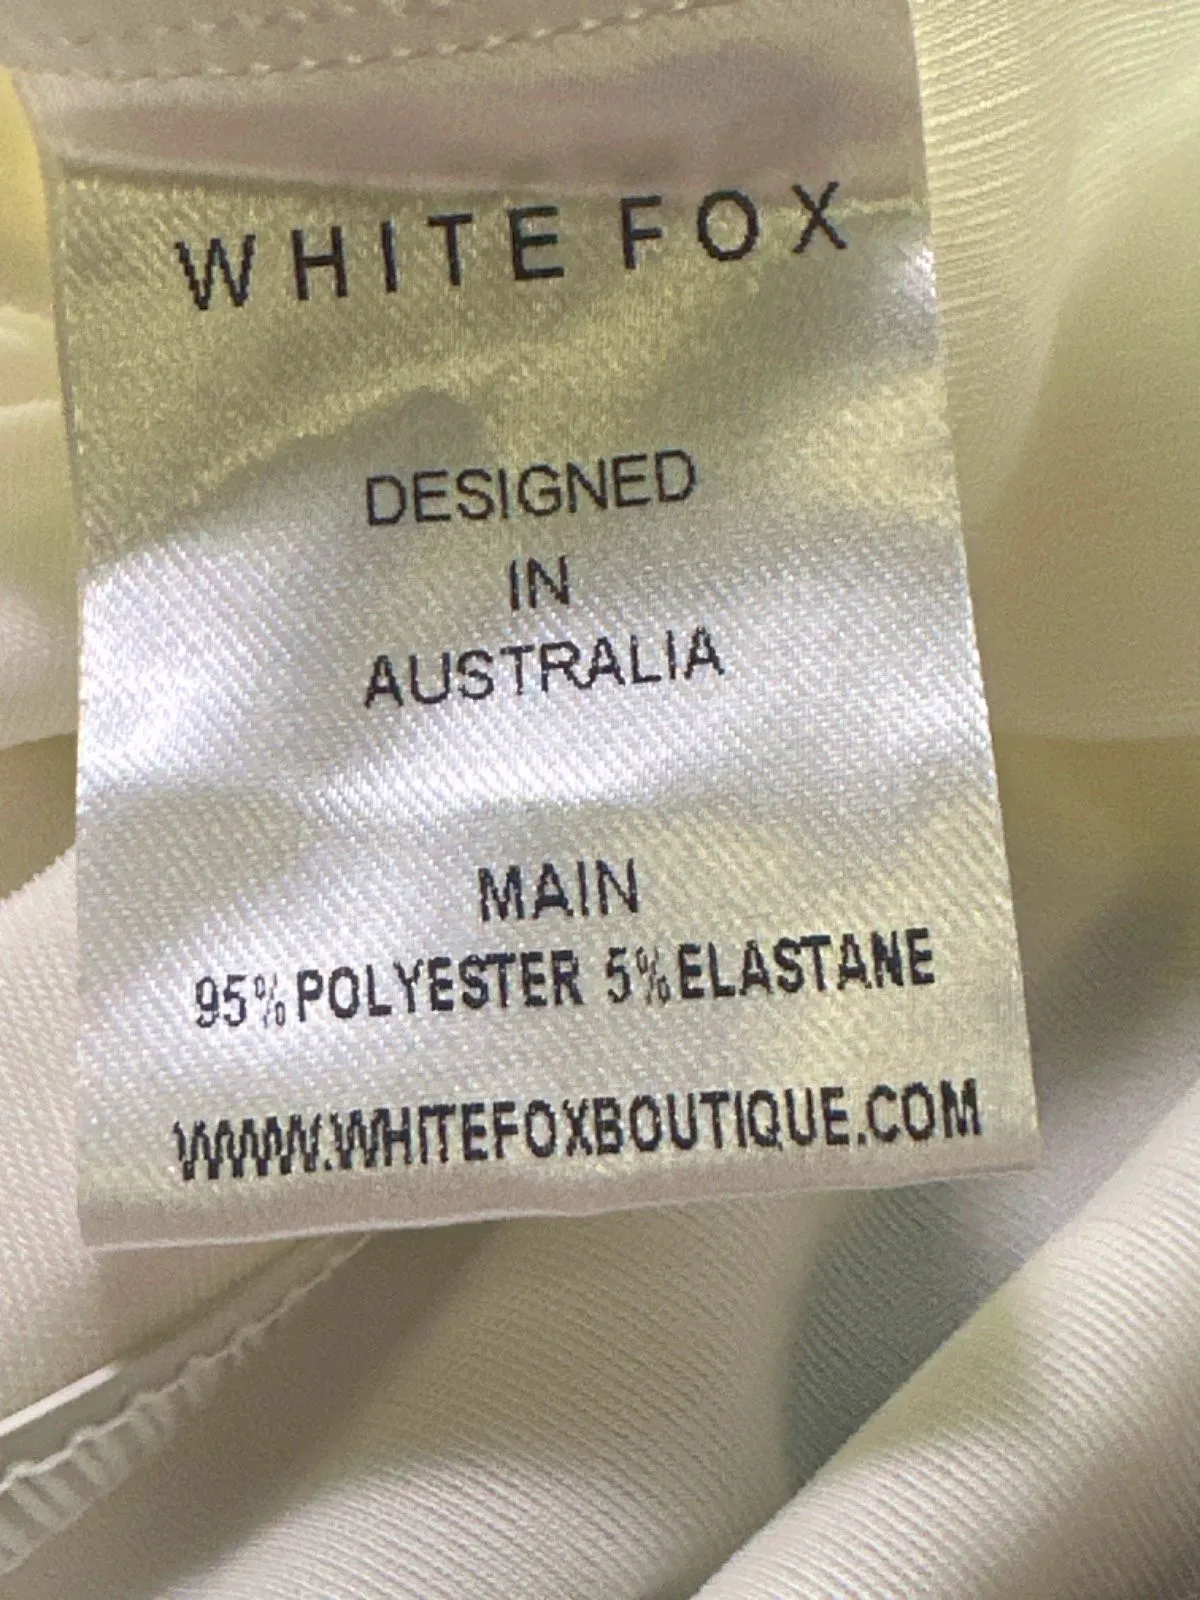 WHITE FOX
DESIGNED
IN
AUSTRALIA
MAIN
95% POLYESTER 5% ELASTANE
WWW.WHITEFOXBOUTIQUE.COM